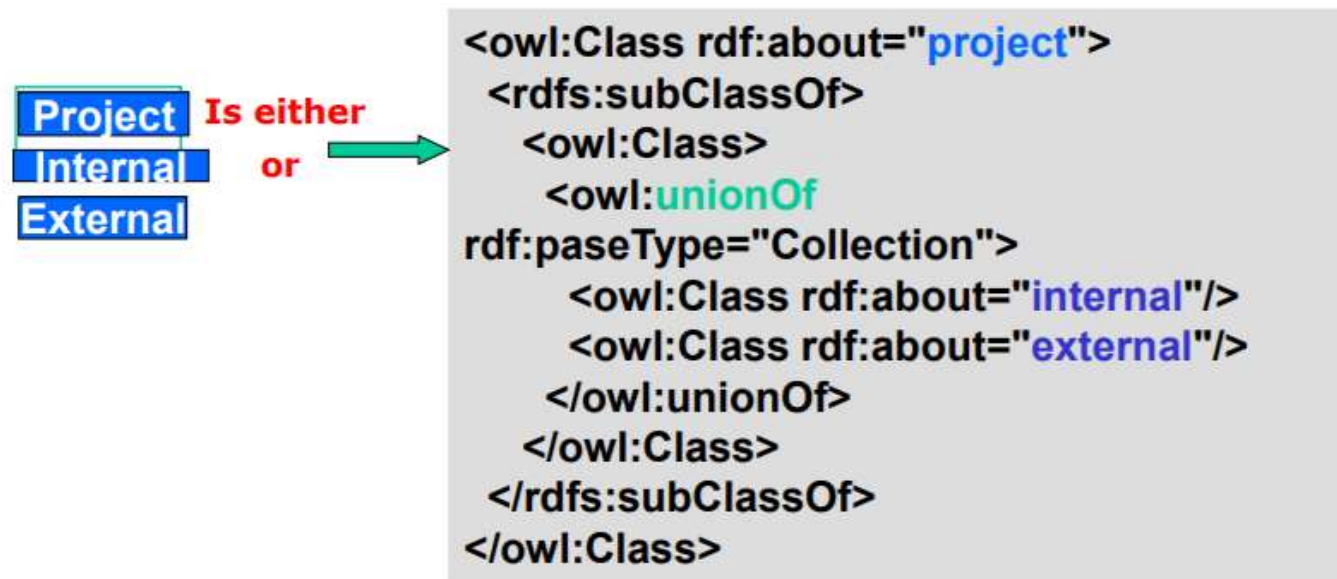 Project Is either
Internal or
External
<owl:Class rdf:about="project">
<rdfs:subClassOf>
<owl:Class>
<owl:unionOf
rdf:paseType="Collection">
<owl:Class rdf:about="internal"/>
<owl:Class rdf:about="external"/>
</owl:unionOf>
</owl:Class>
</rdfs:subClassOf>
</owl:Class>